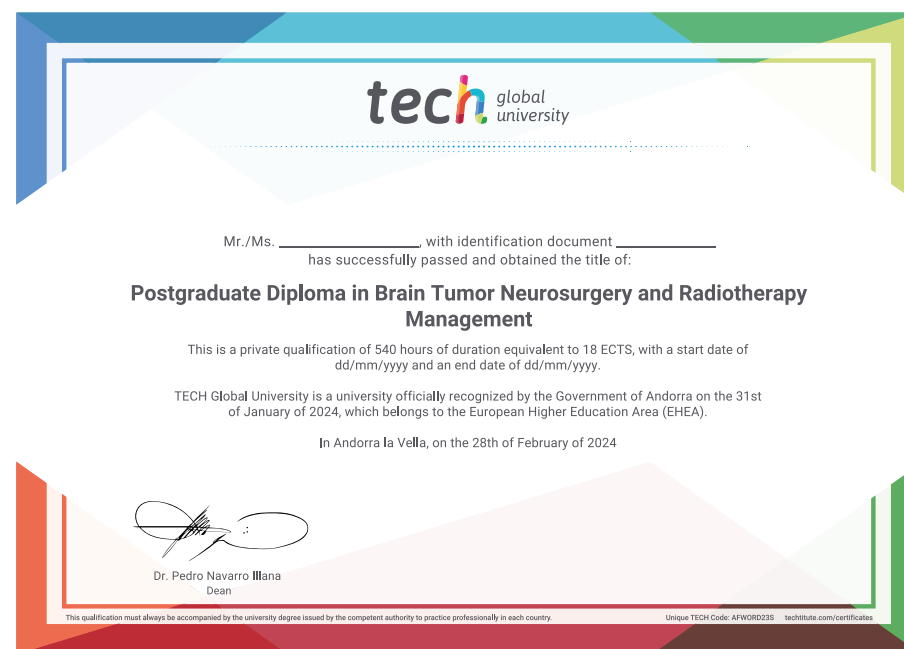 tech global
university
Mr./Ms. ____________________, with identification document ______________
has successfully passed and obtained the title of:
Postgraduate Diploma in Brain Tumor Neurosurgery and Radiotherapy
Management
This is a private qualification of 540 hours of duration equivalent to 18 ECTS, with a start date of
dd/mm/yyyy and an end date of dd/mm/yyyy.
TECH Global University is a university officially recognized by the Government of Andorra on the 31st
of January of 2024, which belongs to the European Higher Education Area (EHEA).
In Andorra la Vella, on the 28th of February of 2024
Dr. Pedro Navarro Illana
Dean
This qualification must always be accompanied by the university degree issued by the competent authority to practice professionally in each country. Unique TECH Code: AFWORD23S techtitute.com/certificates